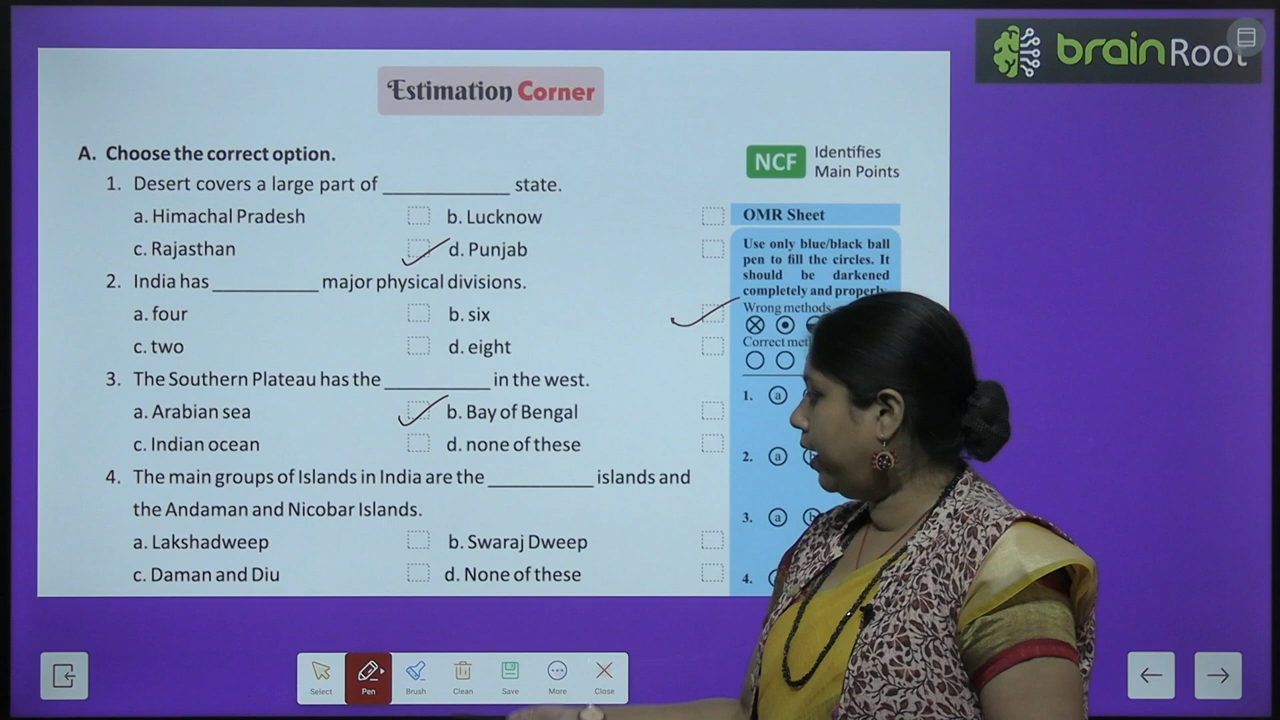 brainRoot
Estimation Corner
A. Choose the correct option.
NCF Identifies Main Points
1. Desert covers a large part of ____________ state.
a. Himachal Pradesh b. Lucknow
c. Rajasthan d. Punjab
2. India has __________ major physical divisions.
a. four b. six
c. two d. eight
3. The Southern Plateau has the __________ in the west.
a. Arabian sea b. Bay of Bengal
c. Indian ocean d. none of these
4. The main groups of Islands in India are the __________ islands and
the Andaman and Nicobar Islands.
a. Lakshadweep b. Swaraj Dweep
c. Daman and Diu d. None of these
OMR Sheet
Use only blue/black ball
pen to fill the circles. It
should be darkened
completely and properly.
Wrong methods
Correct
1. a
2. a
3. a
4.
Select Pen Brush Clean Save More Close